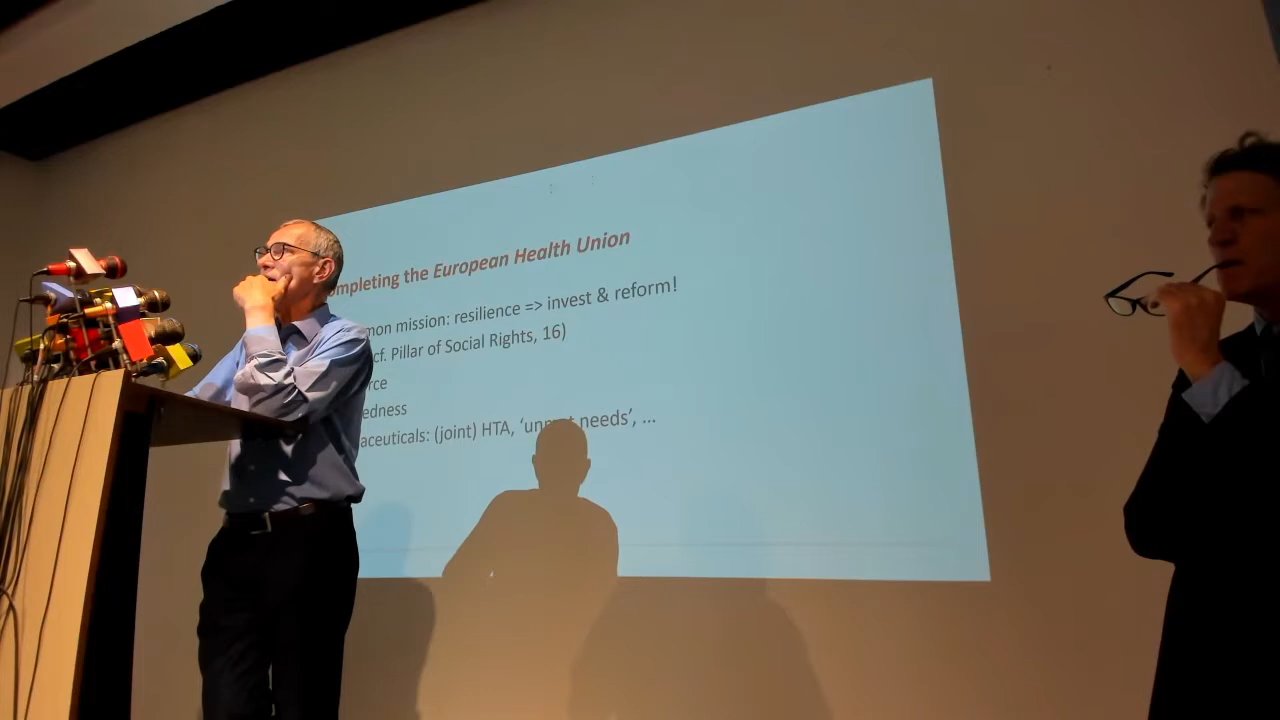 ompleting the European Health Union
mon mission: resilience => invest & reform!
cf. Pillar of Social Rights, 16)
rce
edness
aceuticals: (joint) HTA, ‘unmet needs’, ...